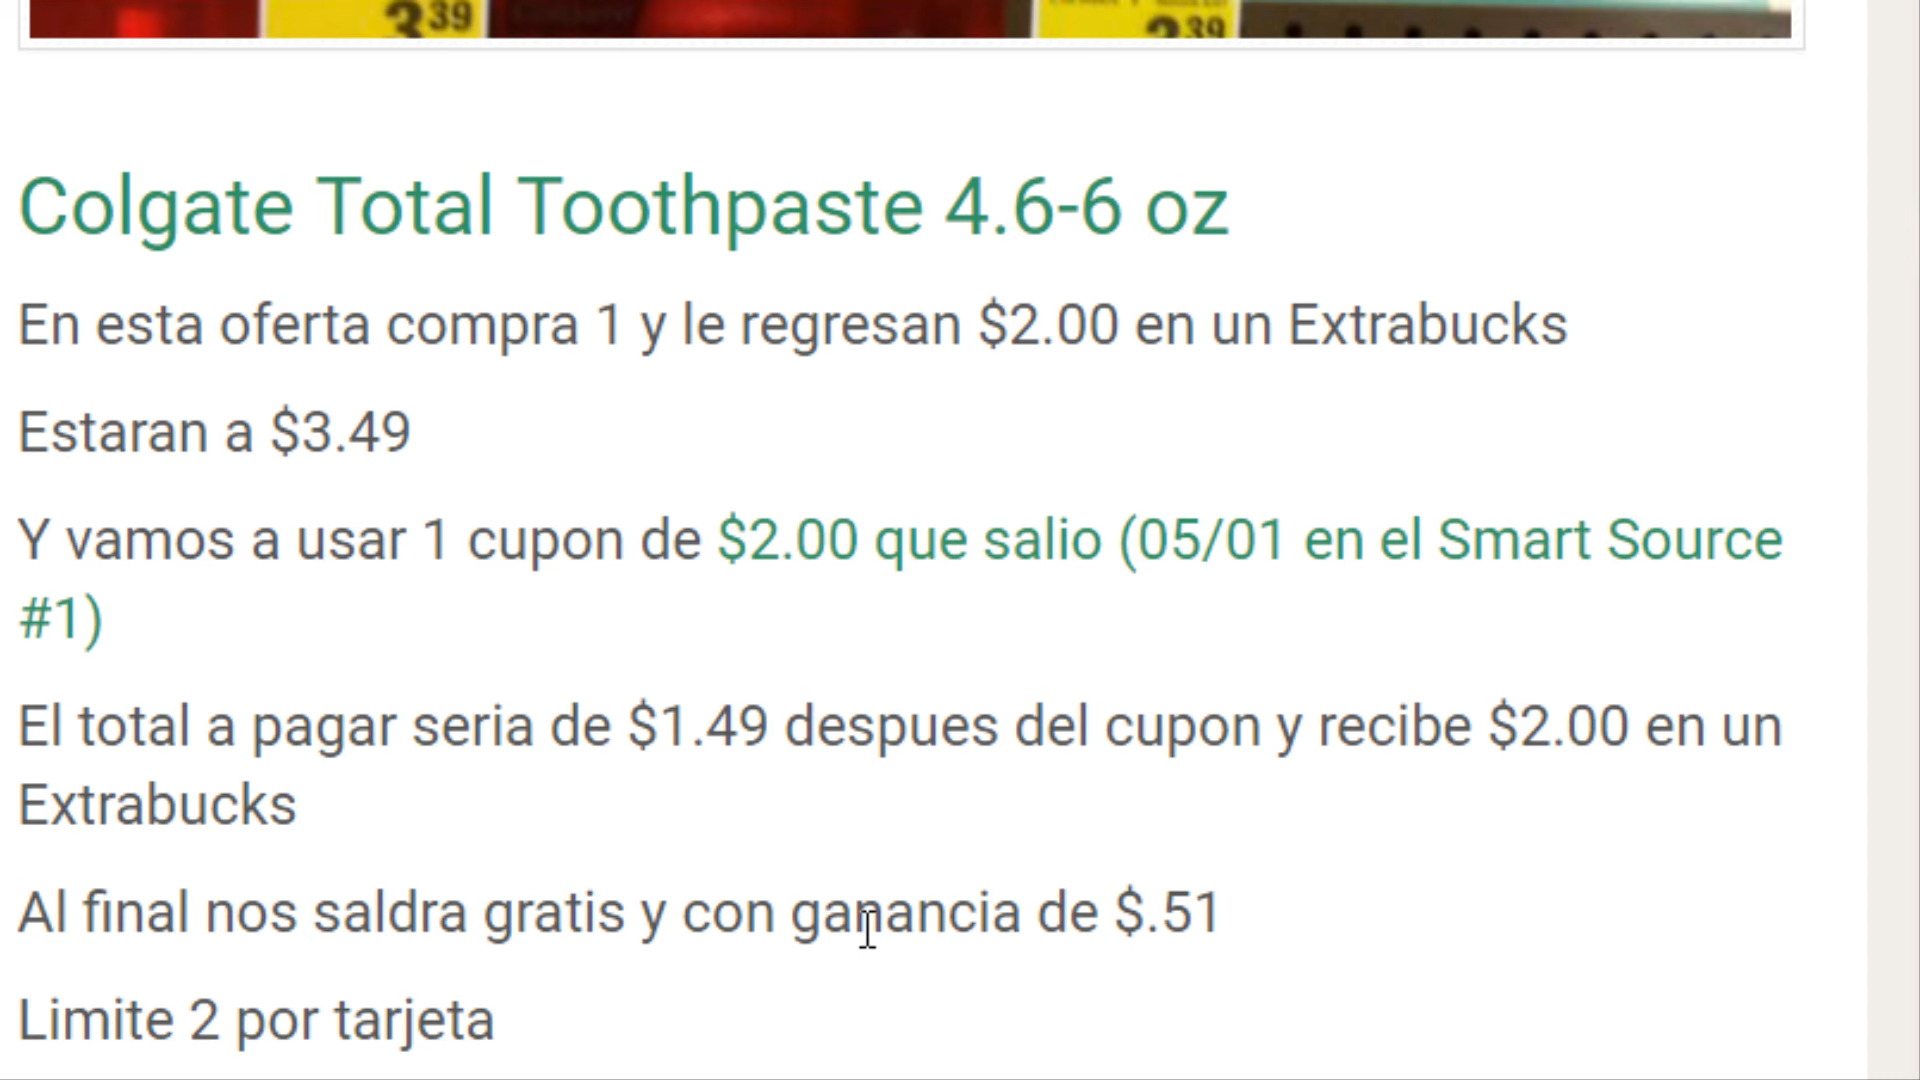 3 39
39
Colgate Total Toothpaste 4.6-6 oz
En esta oferta compra 1 y le regresan $2.00 en un Extrabucks
Estaran a $3.49
Y vamos a usar 1 cupon de $2.00 que salio (05/01 en el Smart Source
#1)
El total a pagar seria de $1.49 despues del cupon y recibe $2.00 en un
Extrabucks
Al final nos saldra gratis y con ganancia de $.51
Limite 2 por tarjeta